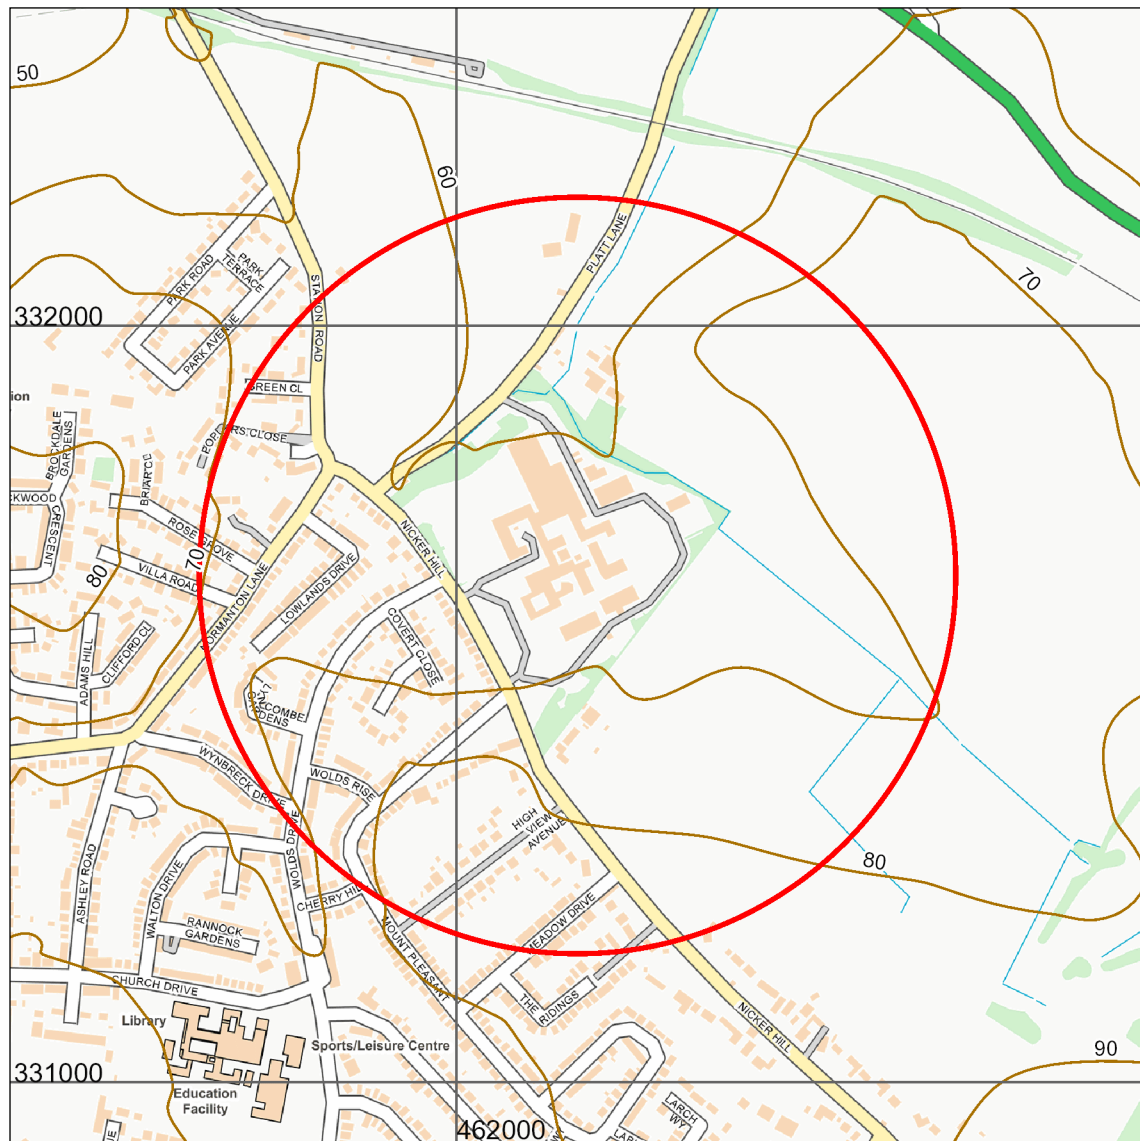 50
60
PLATT LANE
PARK ROAD
PARK
TERRACE
PARK AVENUE
STATION ROAD
70
332000
GREEN CL
ion
BROCKDALE
GARDENS
CKWOOD
CRESCENT
BRIAR CL
ROSE GROVE
VILLA ROAD
70
80
NORMANTON LANE
LOWLANDS DRIVE
NICKER HILL
COVERT CLOSE
ADAMS HILL
CLIFFORD CL
GARDENS
WYNBRECK DRIVE
WOLDS RISE
WOLDS DRIVE
HIGH
VIEW
AVENUE
80
ASHLEY ROAD
WALTON DRIVE
CHERRY HILL
RANNOCK
GARDENS
MOUNT PLEASANT
MEADOW DRIVE
THE
RIDINGS
CHURCH DRIVE
NICKER HILL
Library
Sports/Leisure Centre
Education
Facility
90
331000
LARCH
WY
462000